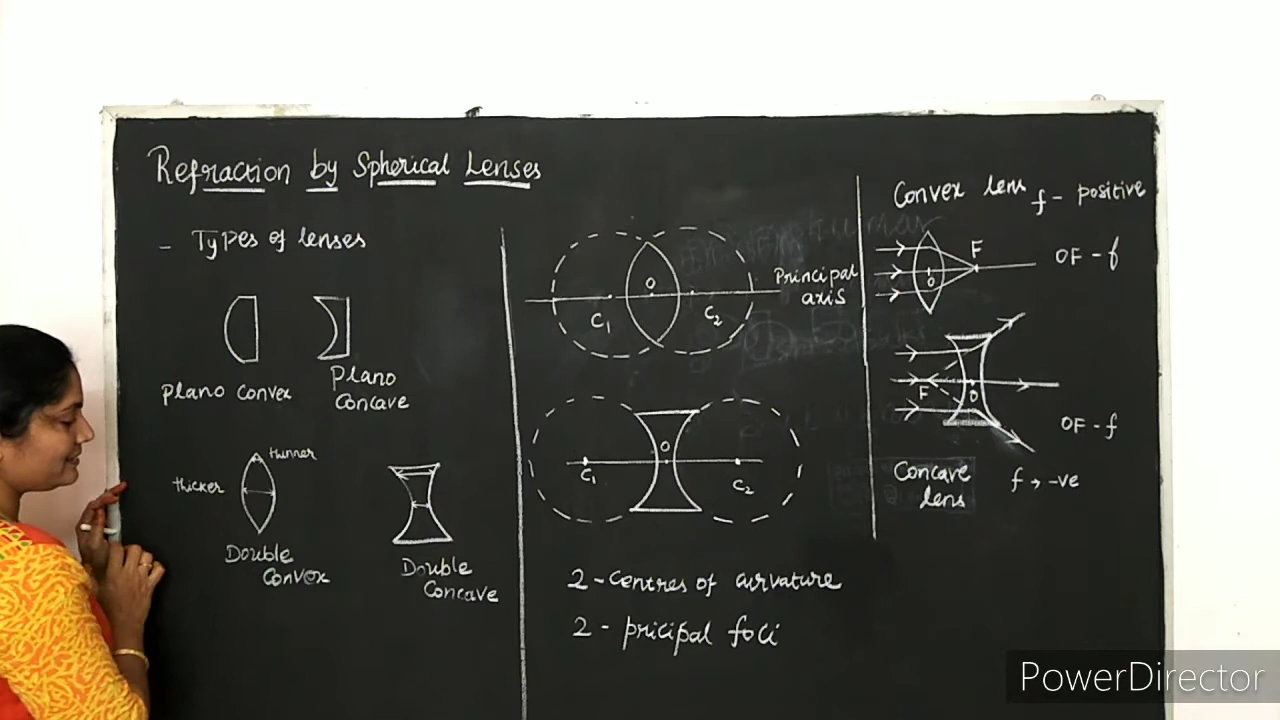 Refraction by Spherical Lenses
- Types of lenses
Plano Convex
Plano
Concave
thinner
thicker
Double
Convex
Double
Concave
O
C1
C2
Principal
axis
O
C1
C2
2 - Centres of curvature
2 - pricipal foci
Convex lens f - positive
F
O
OF - f
F
O
OF - f
Concave
lens
f → -ve
PowerDirector